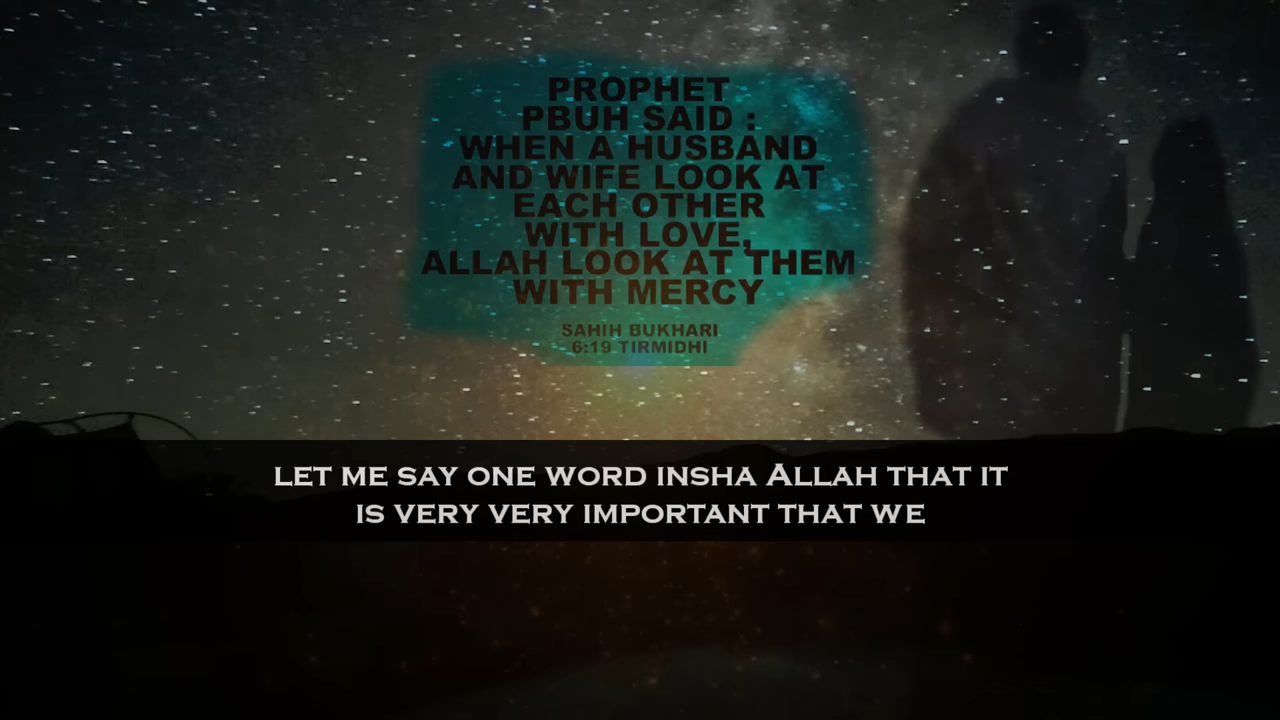 PROPHET
PBUH SAID :
WHEN A HUSBAND
AND WIFE LOOK AT
EACH OTHER
WITH LOVE,
ALLAH LOOK AT THEM
WITH MERCY
SAHIH BUKHARI
6:19 TIRMIDHI
LET ME SAY ONE WORD INSHA ALLAH THAT IT
IS VERY VERY IMPORTANT THAT WE